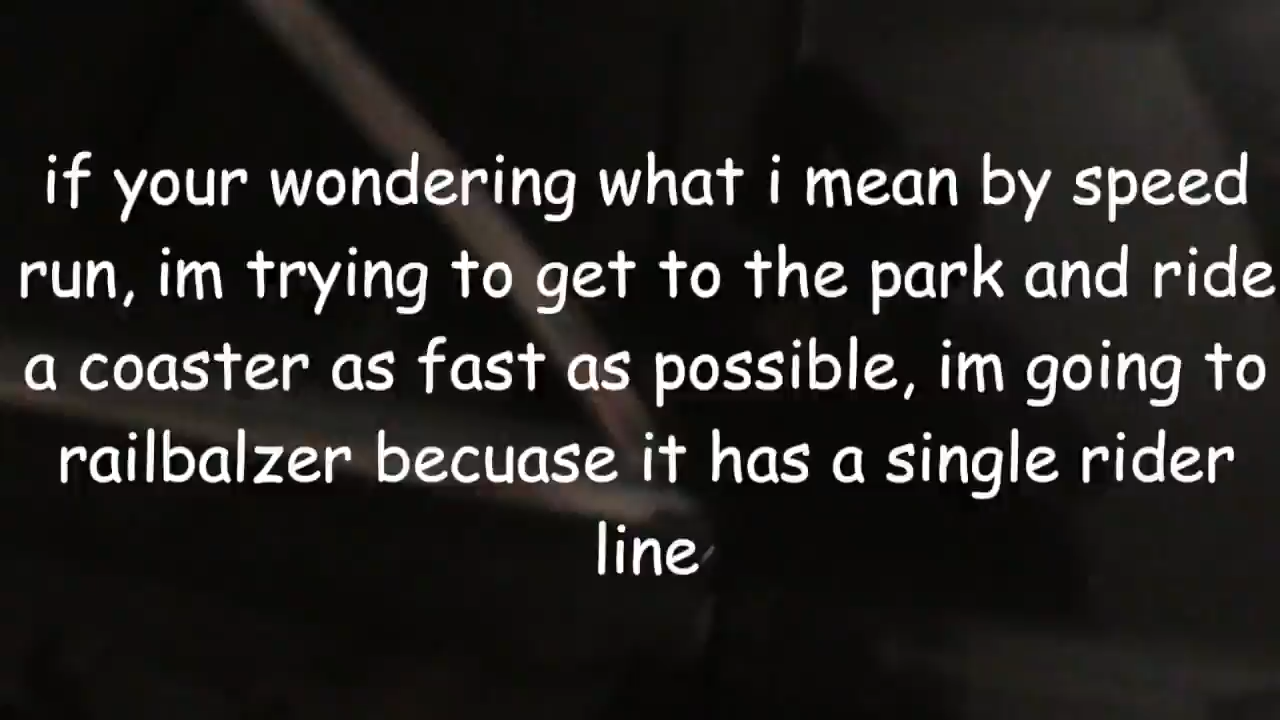 if your wondering what i mean by speed
run, im trying to get to the park and ride
a coaster as fast as possible, im going to
railbalzer becuase it has a single rider
line